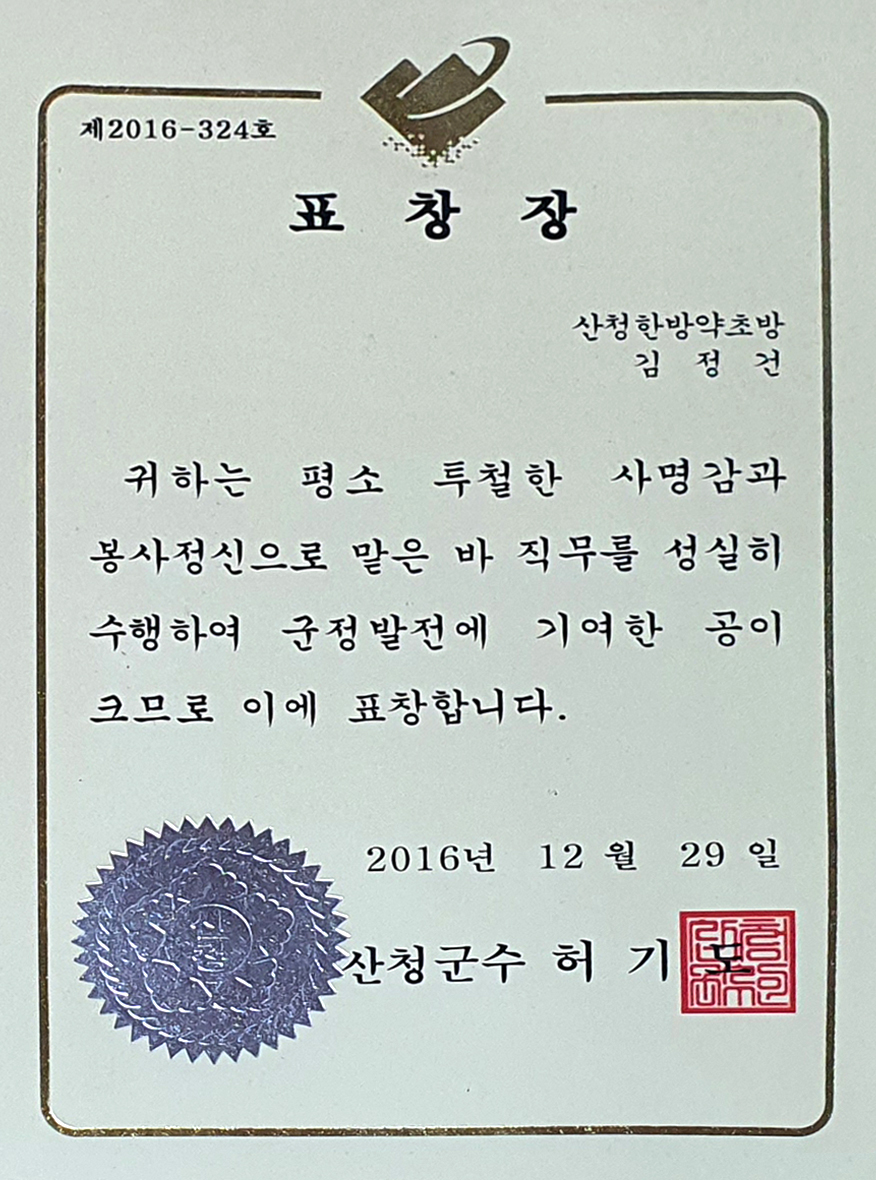 제2016-324호
표 창 장
산청한방약초방
김 정 건
귀하는 평소 투철한 사명감과
봉사정신으로 맡은 바 직무를 성실히
수행하여 군정발전에 기여한 공이
크므로 이에 표창합니다.
2016년 12월 29일
산청군수 허 기 도